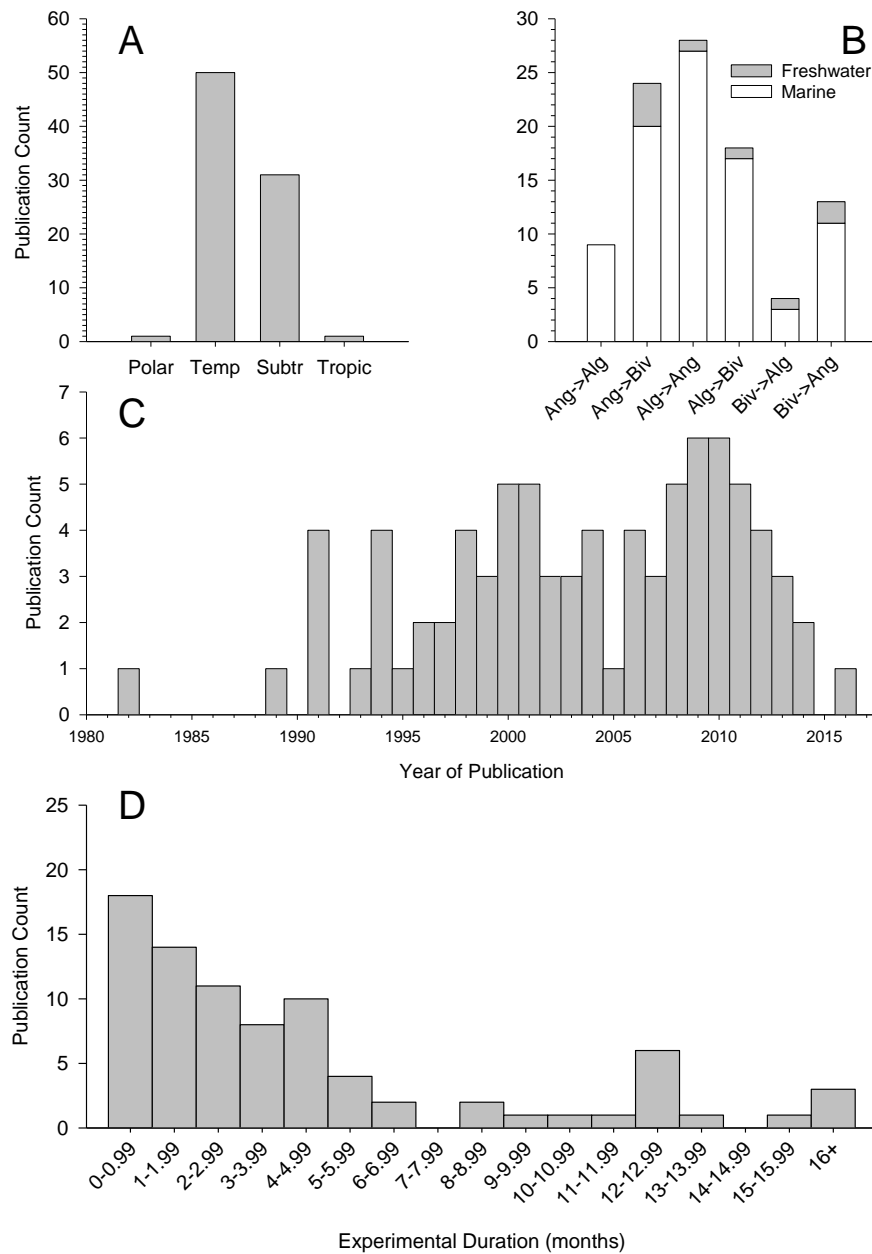 A
Publication Count
60
50
40
30
20
10
0
Polar Temp Subtr Tropic
B
Freshwater
Marine
30
25
20
15
10
5
0
Ang->Alg
Ang->Biv
Alg->Ang
Alg->Biv
Biv->Alg
Biv->Ang
C
Publication Count
7
6
5
4
3
2
1
0
1980 1985 1990 1995 2000 2005 2010 2015
Year of Publication
D
Publication Count
25
20
15
10
5
0
0-0.99
1-1.99
2-2.99
3-3.99
4-4.99
5-5.99
6-6.99
7-7.99
8-8.99
9-9.99
10-10.99
11-11.99
12-12.99
13-13.99
14-14.99
15-15.99
16+
Experimental Duration (months)